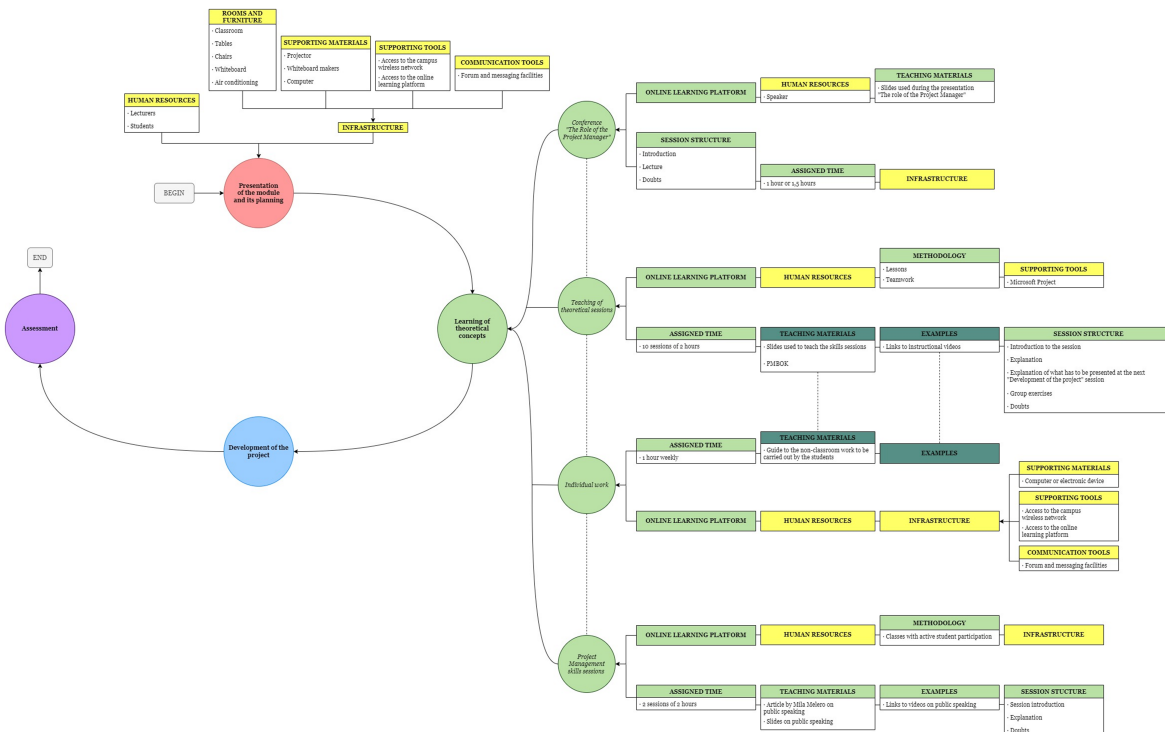 ROOMS AND
FURNITURE
- Classroom
- Tables
- Chairs
- Whiteboard
- Air conditioning
SUPPORTING MATERIALS
- Projector
- Whiteboard makers
- Computer
SUPPORTING TOOLS
- Access to the campus
wireless network
- Access to the online
learning platform
COMMUNICATION TOOLS
- Forum and messaging facilities
HUMAN RESOURCES
- Lecturers
- Students
INFRASTRUCTURE
BEGIN
Presentation
of the module
and its planning
END
Assessment
Learning of
theoretical
concepts
Development of the
project
Conference
"The Role of the
Project Manager"
ONLINE LEARNING PLATFORM
HUMAN RESOURCES
- Speaker
TEACHING MATERIALS
- Slides used during the presentation
"The role of the Project Manager"
SESSION STRUCTURE
- Introduction
- Lecture
- Doubts
ASSIGNED TIME
- 1 hour or 1,5 hours
INFRASTRUCTURE
Teaching of
theoretical sessions
ONLINE LEARNING PLATFORM
HUMAN RESOURCES
METHODOLOGY
- Lessons
- Teamwork
SUPPORTING TOOLS
- Microsoft Project
ASSIGNED TIME
- 10 sessions of 2 hours
TEACHING MATERIALS
- Slides used to teach the skills sessions
- PMBOK
EXAMPLES
- Links to instructional videos
SESSION STRUCTURE
- Introduction to the session
- Explanation
- Explanation of what has to be presented at the next
"Development of the project" session
- Group exercises
- Doubts
Individual work
ASSIGNED TIME
- 1 hour weekly
TEACHING MATERIALS
- Guide to the non-classroom work to be
carried out by the students
EXAMPLES
ONLINE LEARNING PLATFORM
HUMAN RESOURCES
INFRASTRUCTURE
SUPPORTING MATERIALS
- Computer or electronic device
SUPPORTING TOOLS
- Access to the campus
wireless network
- Access to the online
learning platform
COMMUNICATION TOOLS
- Forum and messaging facilities
Project
Management
skills sessions
ONLINE LEARNING PLATFORM
HUMAN RESOURCES
METHODOLOGY
- Classes with active student participation
INFRASTRUCTURE
ASSIGNED TIME
- 2 sessions of 2 hours
TEACHING MATERIALS
- Article by Mila Melero on
public speaking
- Slides on public speaking
EXAMPLES
- Links to videos on public speaking
SESSION STUCTURE
- Session introduction
- Explanation
- Doubts